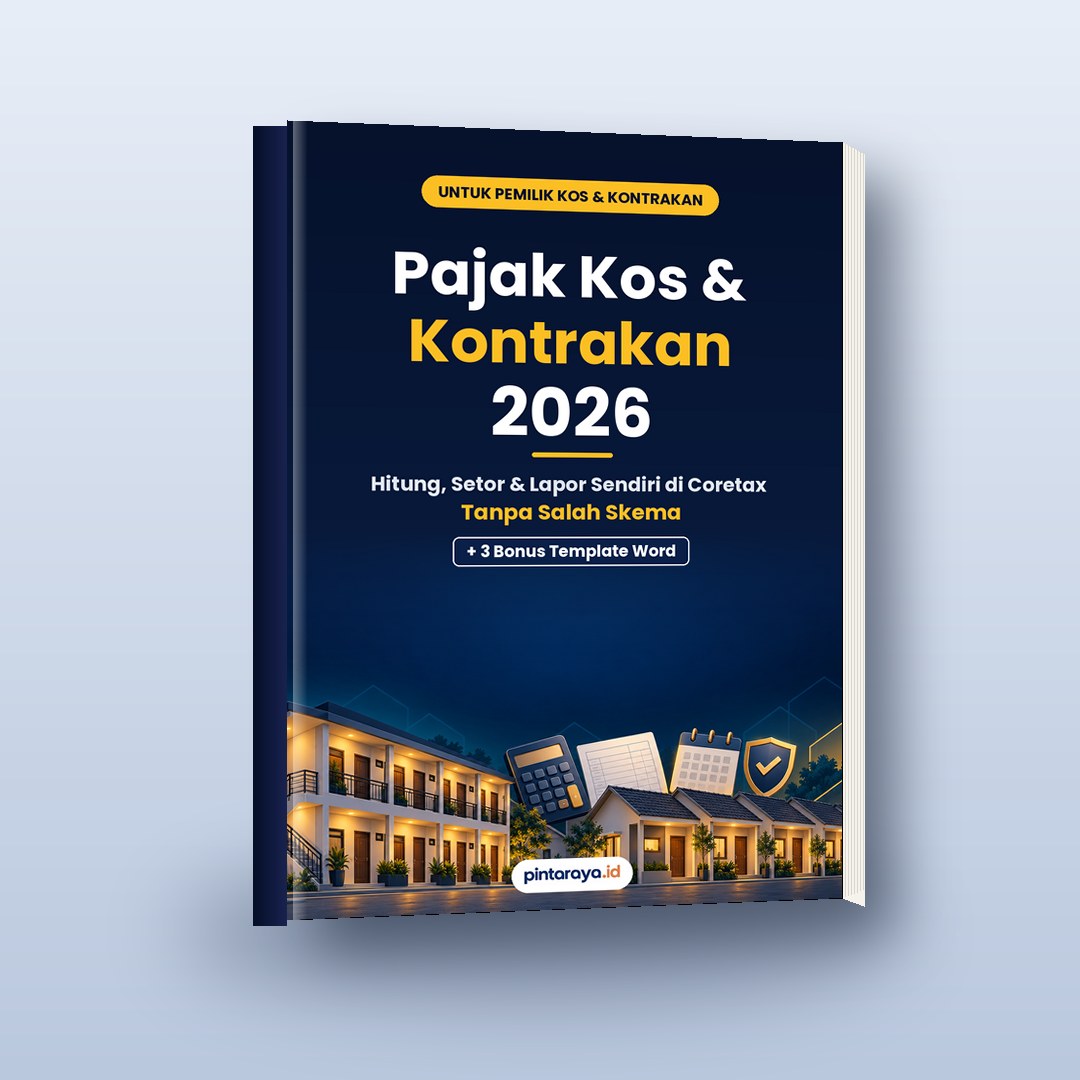 UNTUK PEMILIK KOS & KONTRAKAN
Pajak Kos &
Kontrakan
2026
Hitung, Setor & Lapor Sendiri di Coretax
Tanpa Salah Skema
+ 3 Bonus Template Word
pintaraya.id